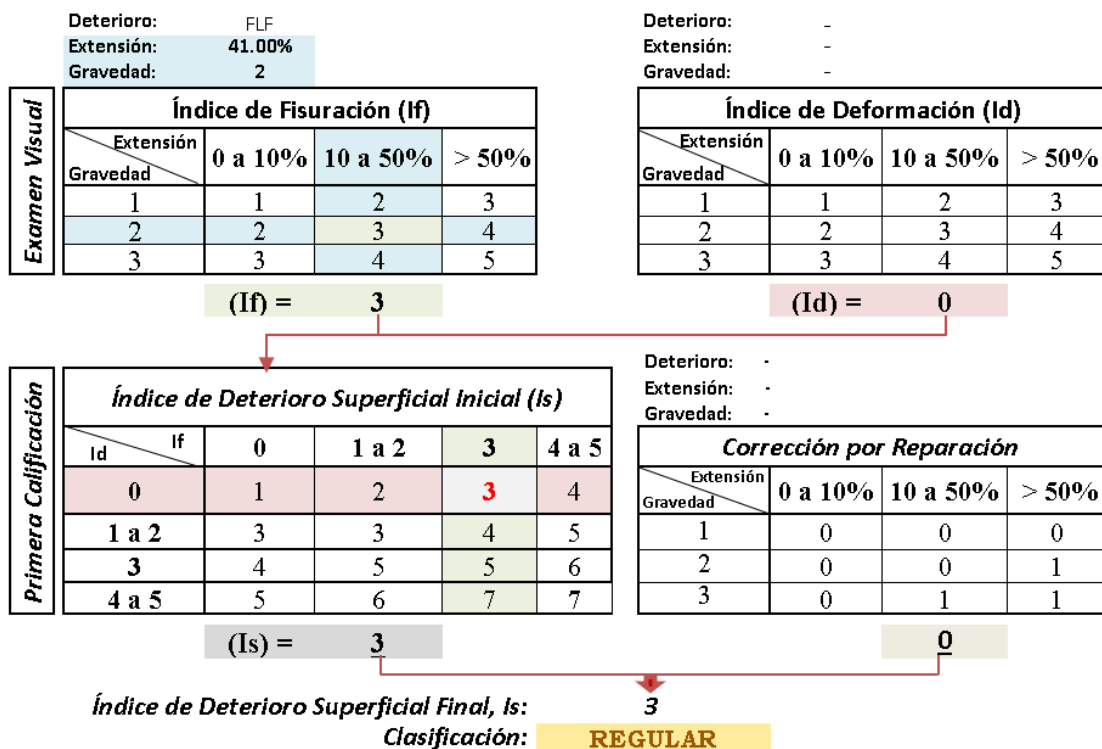 Deterioro: FLF
Extensión: 41.00%
Gravedad: 2
Deterioro: -
Extensión: -
Gravedad: -
Examen Visual
Índice de Fisuración (If)
Extensión
Gravedad
0 a 10% 10 a 50% > 50%
1 1 2 3
2 2 3 4
3 3 4 5
(If) = 3
Índice de Deformación (Id)
Extensión
Gravedad
0 a 10% 10 a 50% > 50%
1 1 2 3
2 2 3 4
3 3 4 5
(Id) = 0
Primera Calificación
Índice de Deterioro Superficial Inicial (Is)
If
Id
0 1 a 2 3 4 a 5
0 1 2 3 4
1 a 2 3 3 4 5
3 4 5 5 6
4 a 5 5 6 7 7
(Is) = 3
Deterioro: -
Extensión: -
Gravedad: -
Corrección por Reparación
Extensión
Gravedad
0 a 10% 10 a 50% > 50%
1 0 0 0
2 0 0 1
3 0 1 1
0
Índice de Deterioro Superficial Final, Is: 3
Clasificación: REGULAR